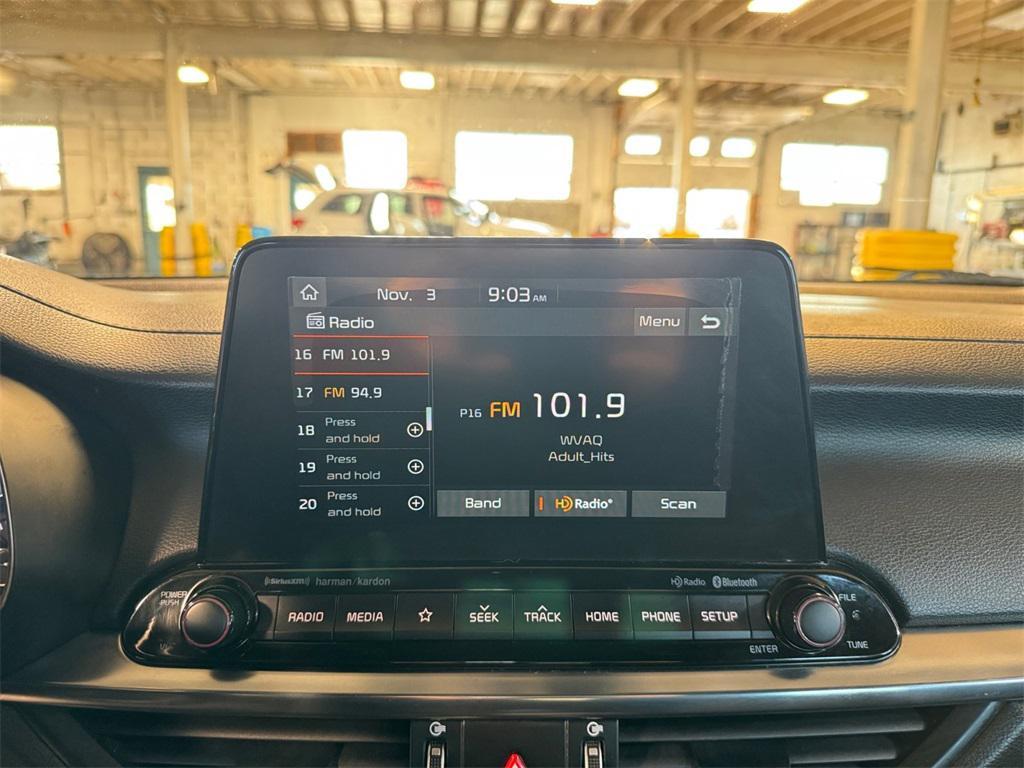 Nov. 3 9:03 AM
Radio Menu
16 FM 101.9
17 FM 94.9
18 Press and hold
19 Press and hold
20 Press and hold
P16 FM 101.9
WVAQ
Adult_Hits
Band HD Radio® Scan
((SiriusXM)) harman/kardon HD Radio Bluetooth
POWER
PUSH
RADIO MEDIA SEEK TRACK HOME PHONE SETUP
FILE
ENTER TUNE